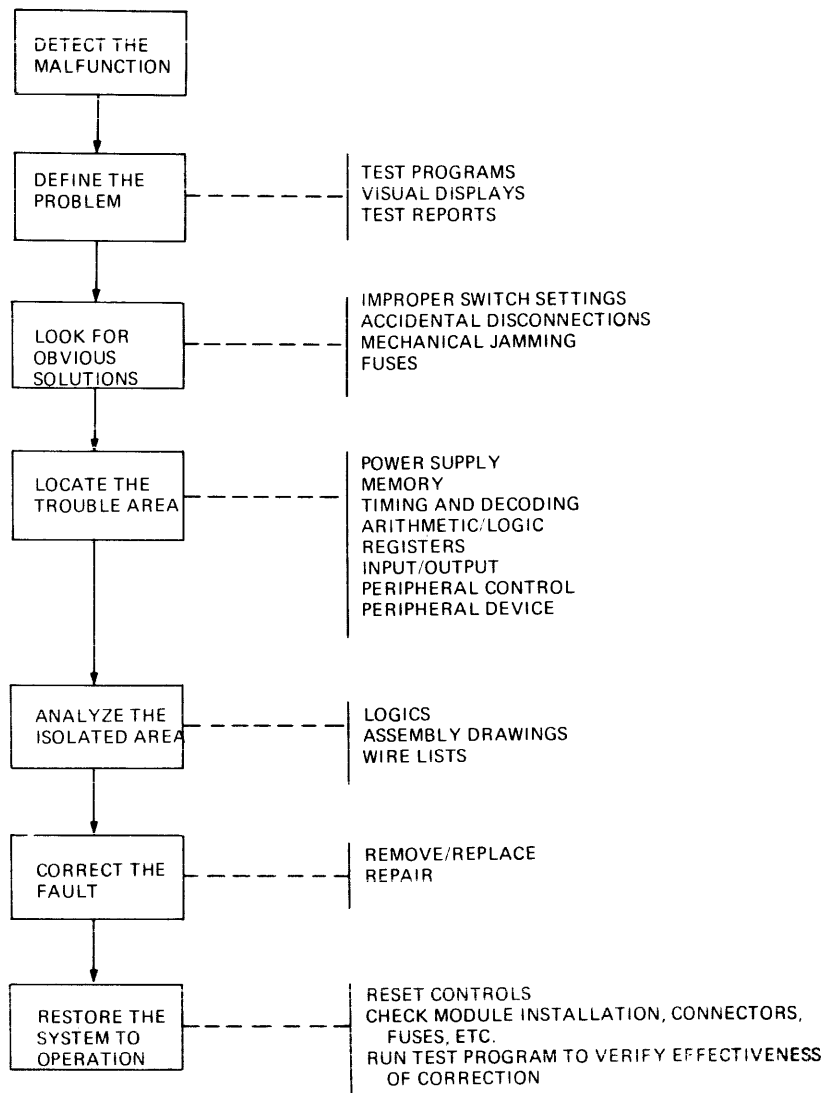 DETECT THE
MALFUNCTION
DEFINE THE
PROBLEM
TEST PROGRAMS
VISUAL DISPLAYS
TEST REPORTS
LOOK FOR
OBVIOUS
SOLUTIONS
IMPROPER SWITCH SETTINGS
ACCIDENTAL DISCONNECTIONS
MECHANICAL JAMMING
FUSES
LOCATE THE
TROUBLE AREA
POWER SUPPLY
MEMORY
TIMING AND DECODING
ARITHMETIC/LOGIC
REGISTERS
INPUT/OUTPUT
PERIPHERAL CONTROL
PERIPHERAL DEVICE
ANALYZE THE
ISOLATED AREA
LOGICS
ASSEMBLY DRAWINGS
WIRE LISTS
CORRECT THE
FAULT
REMOVE/REPLACE
REPAIR
RESTORE THE
SYSTEM TO
OPERATION
RESET CONTROLS
CHECK MODULE INSTALLATION, CONNECTORS,
FUSES, ETC.
RUN TEST PROGRAM TO VERIFY EFFECTIVENESS
OF CORRECTION